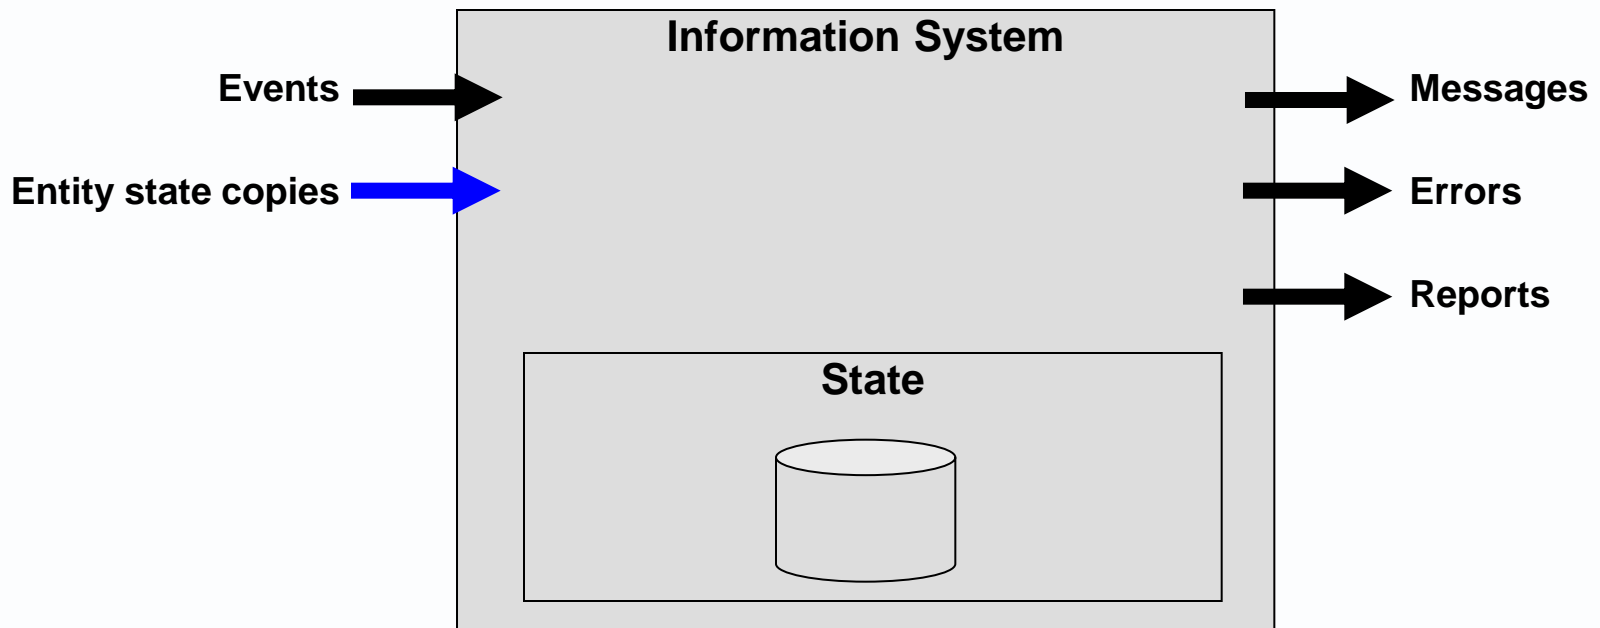 Information System
Events
Messages
Entity state copies
Errors
Reports
State